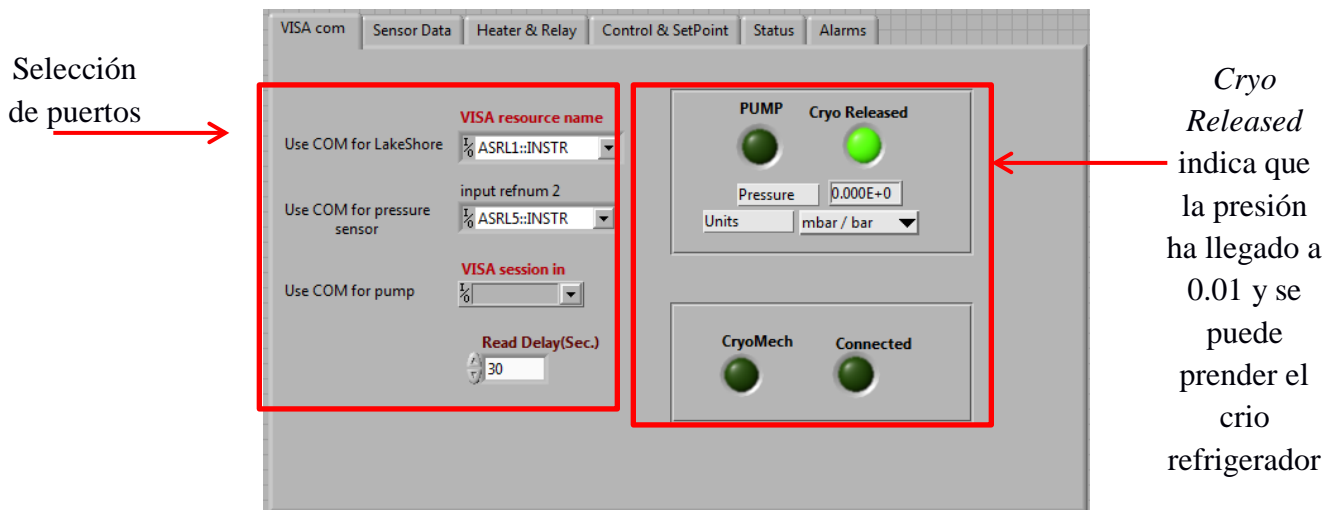 VISA com
Sensor Data
Heater & Relay
Control & SetPoint
Status
Alarms
Selección
de puertos
VISA resource name
Use COM for LakeShore
ASRL1::INSTR
input refnum 2
Use COM for pressure
sensor
ASRL5::INSTR
VISA session in
Use COM for pump
Read Delay(Sec.)
30
PUMP
Cryo Released
Pressure
0.000E+0
Units
mbar / bar
CryoMech
Connected
Cryo
Released
indica que
la presión
ha llegado a
0.01 y se
puede
prender el
crio
refrigerador